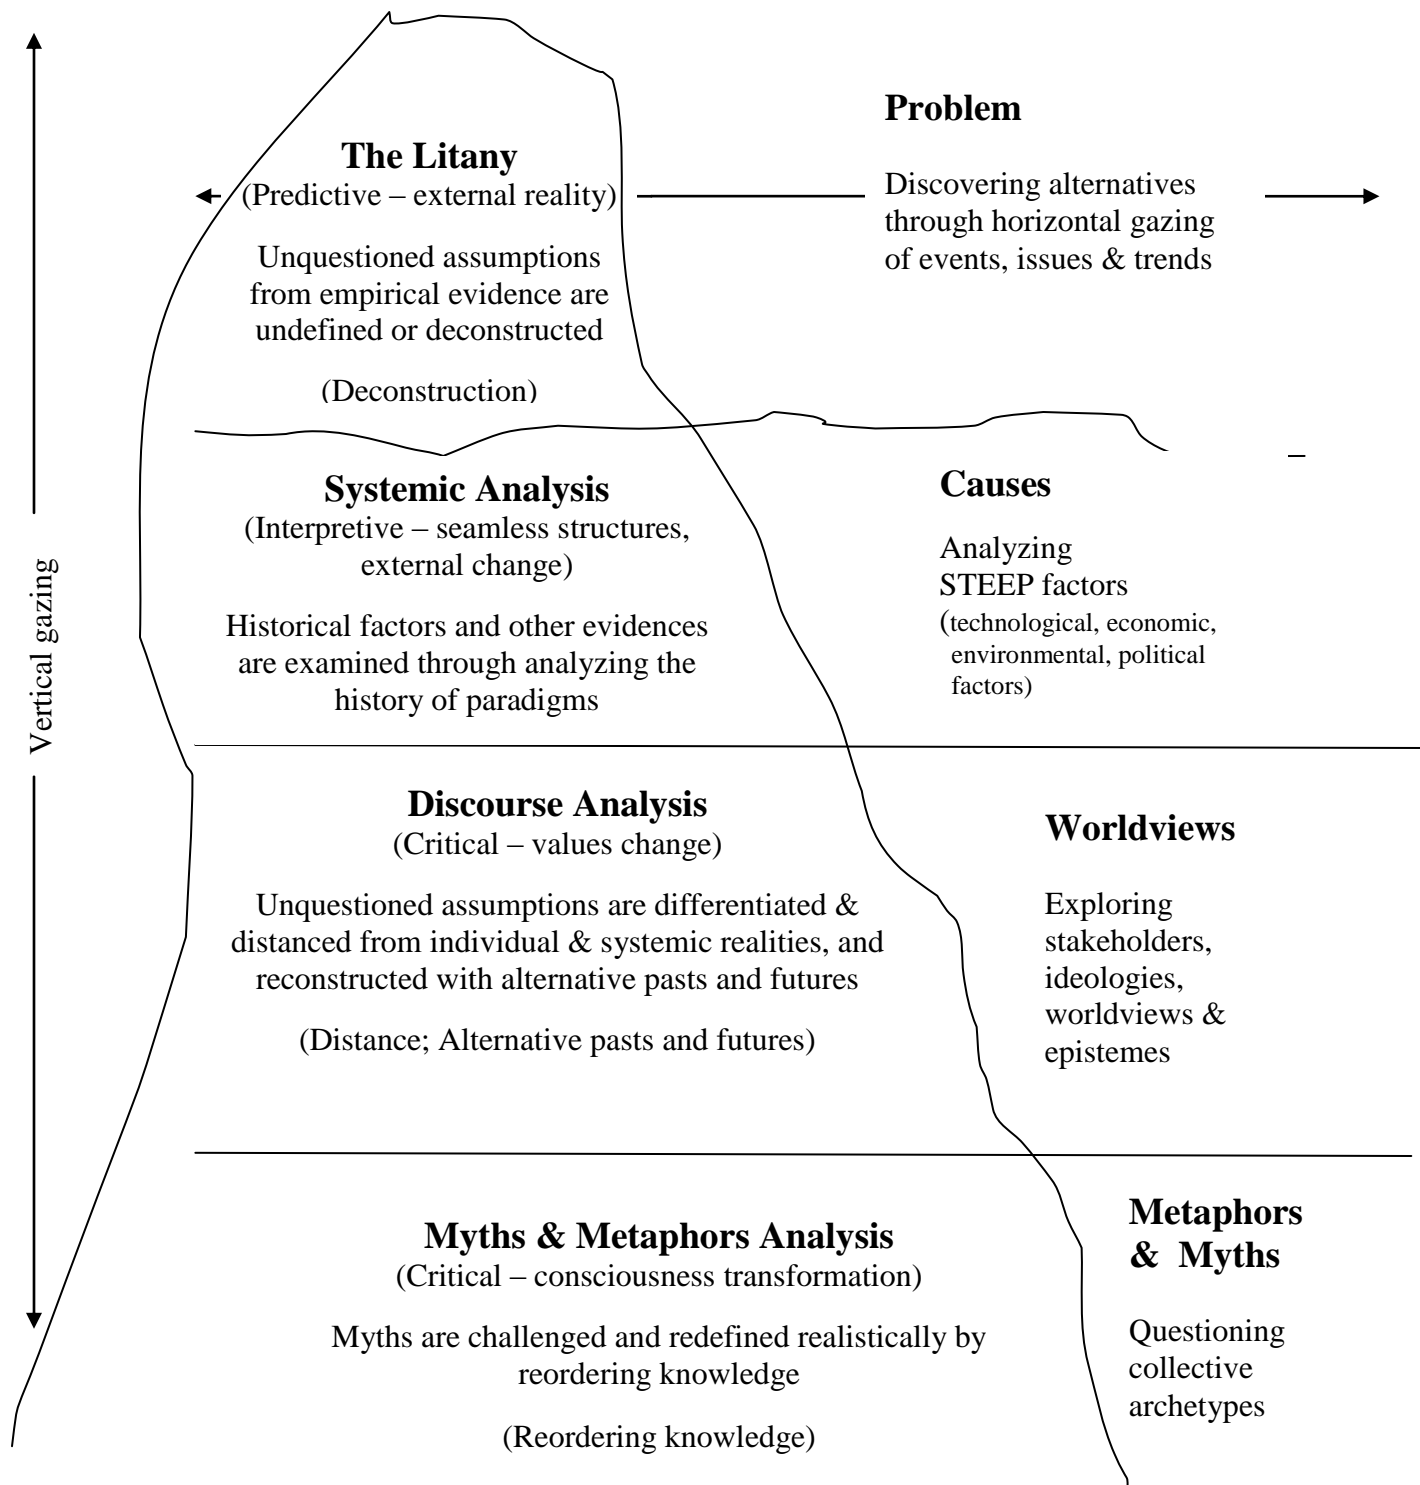 Problem
The Litany
(Predictive – external reality)
Discovering alternatives
through horizontal gazing
of events, issues & trends
Unquestioned assumptions
from empirical evidence are
undefined or deconstructed
(Deconstruction)
Systemic Analysis
(Interpretive – seamless structures,
external change)
Historical factors and other evidences
are examined through analyzing the
history of paradigms
Causes
Analyzing
STEEP factors
(technological, economic,
environmental, political
factors)
Vertical gazing
Discourse Analysis
(Critical – values change)
Unquestioned assumptions are differentiated &
distanced from individual & systemic realities, and
reconstructed with alternative pasts and futures
(Distance; Alternative pasts and futures)
Worldviews
Exploring
stakeholders,
ideologies,
worldviews &
epistemes
Myths & Metaphors Analysis
(Critical – consciousness transformation)
Myths are challenged and redefined realistically by
reordering knowledge
(Reordering knowledge)
Metaphors
& Myths
Questioning
collective
archetypes